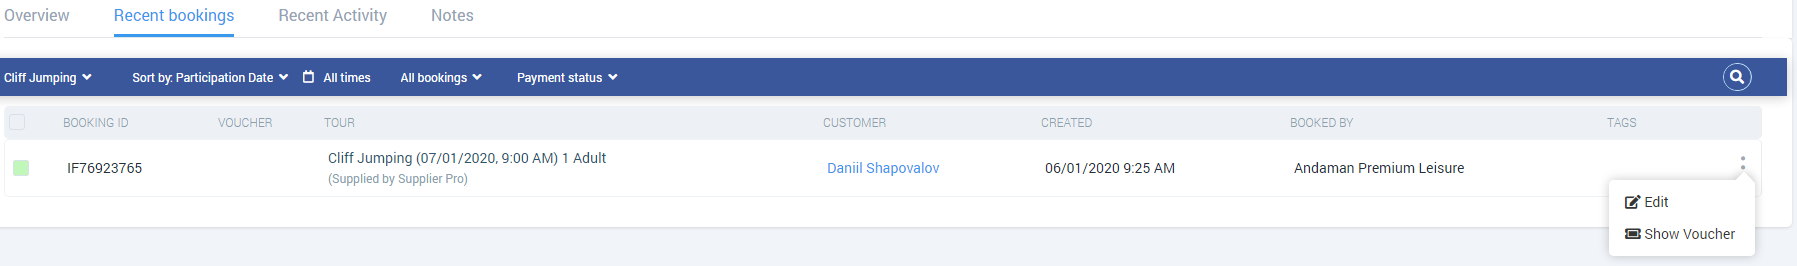 Overview Recent bookings Recent Activity Notes
Cliff Jumping Sort by: Participation Date All times All bookings Payment status
BOOKING ID VOUCHER TOUR CUSTOMER CREATED BOOKED BY TAGS
IF76923765 Cliff Jumping (07/01/2020, 9:00 AM) 1 Adult Daniil Shapovalov 06/01/2020 9:25 AM Andaman Premium Leisure
(Supplied by Supplier Pro)
Edit
Show Voucher